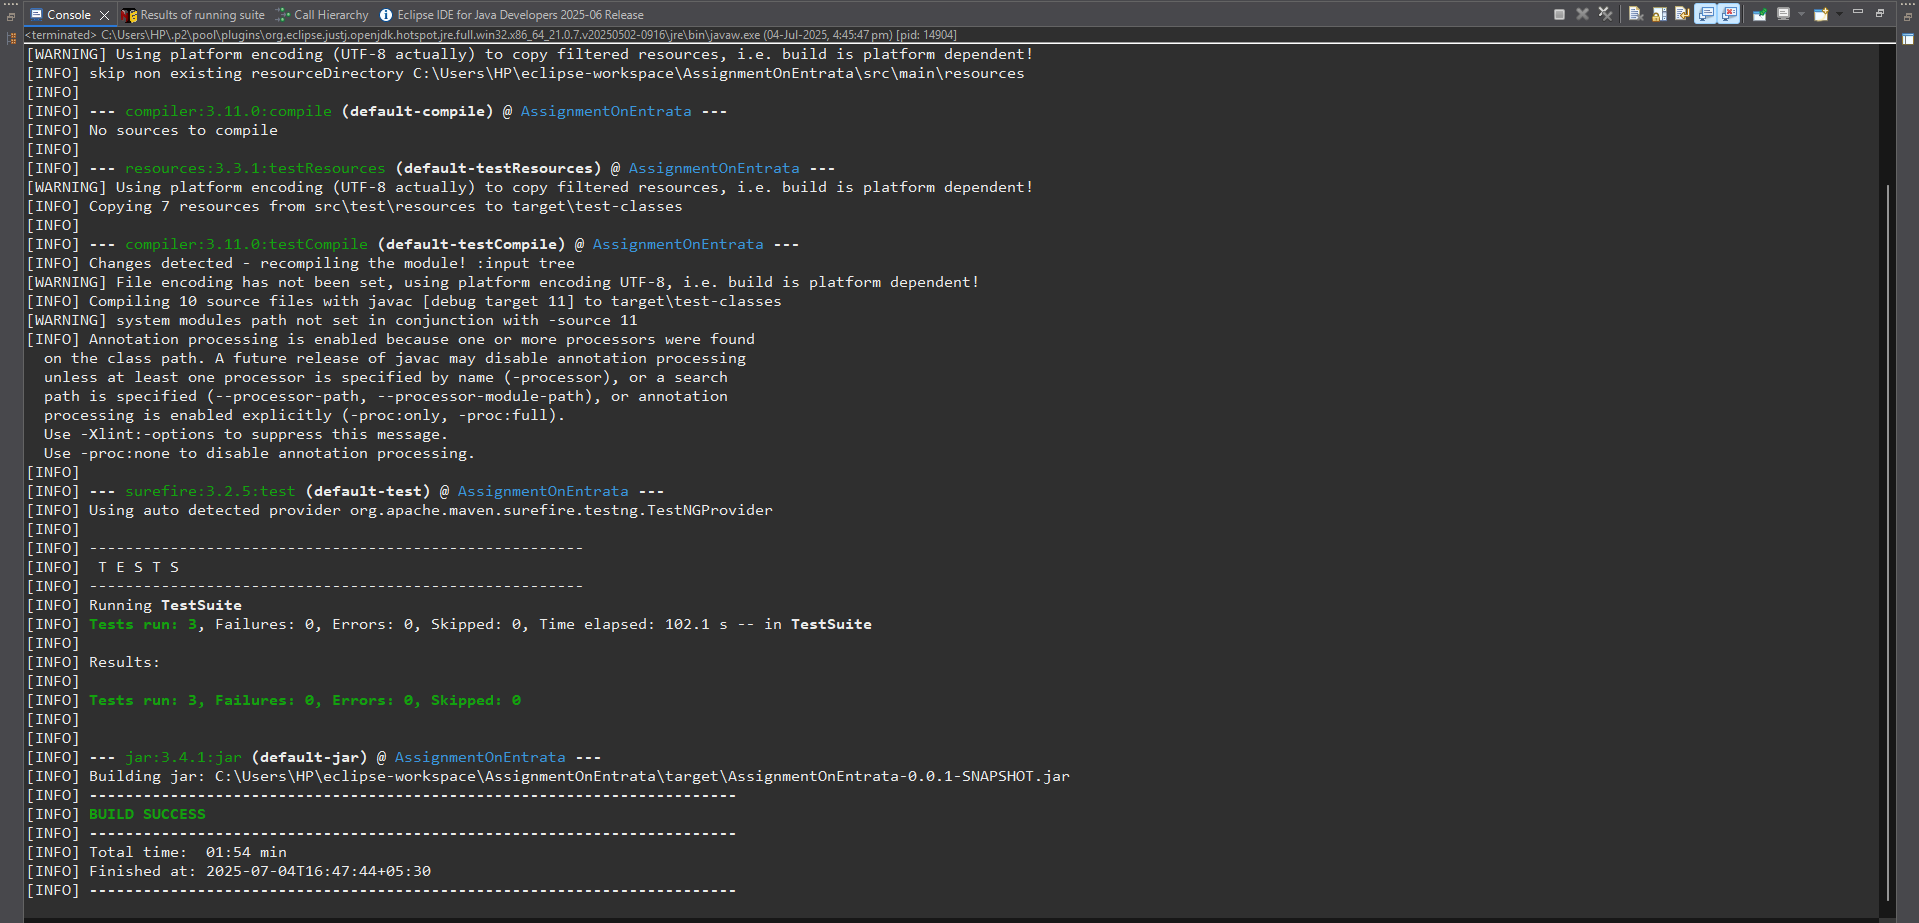 Console Results of running suite Call Hierarchy Eclipse IDE for Java Developers 2025-06 Release
<terminated> C:\Users\HP\.p2\pool\plugins\org.eclipse.justj.openjdk.hotspot.jre.full.win32.x86_64_21.0.7.v20250502-0916\jre\bin\javaw.exe (04-Jul-2025, 4:45:47 pm) [pid: 14904]
[WARNING] Using platform encoding (UTF-8 actually) to copy filtered resources, i.e. build is platform dependent!
[INFO] skip non existing resourceDirectory C:\Users\HP\eclipse-workspace\AssignmentOnEntrata\src\main\resources
[INFO]
[INFO] --- compiler:3.11.0:compile (default-compile) @ AssignmentOnEntrata ---
[INFO] No sources to compile
[INFO]
[INFO] --- resources:3.3.1:testResources (default-testResources) @ AssignmentOnEntrata ---
[WARNING] Using platform encoding (UTF-8 actually) to copy filtered resources, i.e. build is platform dependent!
[INFO] Copying 7 resources from src\test\resources to target\test-classes
[INFO]
[INFO] --- compiler:3.11.0:testCompile (default-testCompile) @ AssignmentOnEntrata ---
[INFO] Changes detected - recompiling the module! :input tree
[WARNING] File encoding has not been set, using platform encoding UTF-8, i.e. build is platform dependent!
[INFO] Compiling 10 source files with javac [debug target 11] to target\test-classes
[WARNING] system modules path not set in conjunction with -source 11
[INFO] Annotation processing is enabled because one or more processors were found
  on the class path. A future release of javac may disable annotation processing
  unless at least one processor is specified by name (-processor), or a search
  path is specified (--processor-path, --processor-module-path), or annotation
  processing is enabled explicitly (-proc:only, -proc:full).
  Use -Xlint:-options to suppress this message.
  Use -proc:none to disable annotation processing.
[INFO]
[INFO] --- surefire:3.2.5:test (default-test) @ AssignmentOnEntrata ---
[INFO] Using auto detected provider org.apache.maven.surefire.testng.TestNGProvider
[INFO]
[INFO] -------------------------------------------------------
[INFO]  T E S T S
[INFO] -------------------------------------------------------
[INFO] Running TestSuite
[INFO] Tests run: 3, Failures: 0, Errors: 0, Skipped: 0, Time elapsed: 102.1 s -- in TestSuite
[INFO]
[INFO] Results:
[INFO]
[INFO] Tests run: 3, Failures: 0, Errors: 0, Skipped: 0
[INFO]
[INFO]
[INFO] --- jar:3.4.1:jar (default-jar) @ AssignmentOnEntrata ---
[INFO] Building jar: C:\Users\HP\eclipse-workspace\AssignmentOnEntrata\target\AssignmentOnEntrata-0.0.1-SNAPSHOT.jar
[INFO] ------------------------------------------------------------------------
[INFO] BUILD SUCCESS
[INFO] ------------------------------------------------------------------------
[INFO] Total time:  01:54 min
[INFO] Finished at: 2025-07-04T16:47:44+05:30
[INFO] ------------------------------------------------------------------------